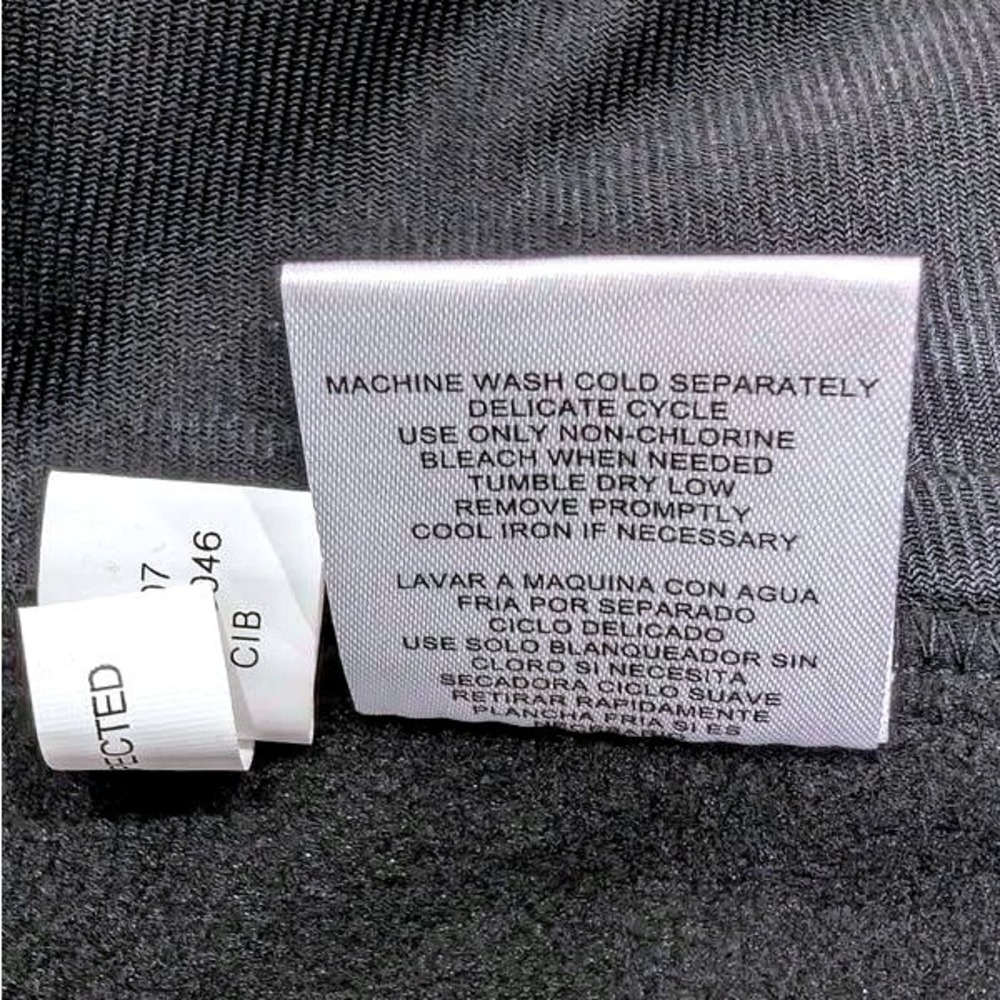 MACHINE WASH COLD SEPARATELY
DELICATE CYCLE
USE ONLY NON-CHLORINE
BLEACH WHEN NEEDED
TUMBLE DRY LOW
REMOVE PROMPTLY
COOL IRON IF NECESSARY
LAVAR A MAQUINA CON AGUA
FRIA POR SEPARADO
CICLO DELICADO
USE SOLO BLANQUEADOR SIN
CLORO SI NECESITA
SECADORA CICLO SUAVE
RETIRAR RAPIDAMENTE
PLANCHA FRIA SI ES
07
046
CIB
ECTED